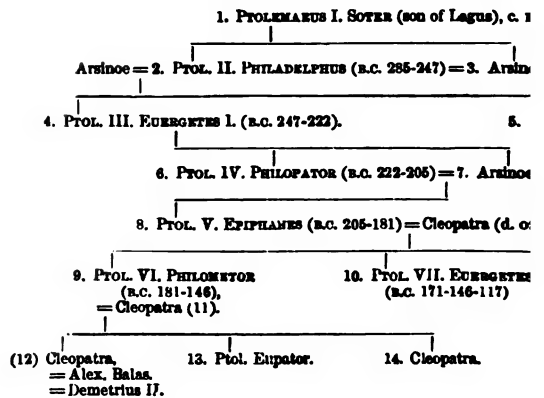 1. PTOLEMAEUS I. SOTER (son of Lagus), c.
Arsinoe = 2. PTOL. II. PHILADELPHUS (B.C. 285-247) = 3. Arsin
4. PTOL. III. EUERGETES I. (B.C. 247-222). 5.
6. PTOL. IV. PHILOPATOR (B.C. 222-205) = 7. Arsinoe
8. PTOL. V. EPIPHANES (B.C. 205-181) = Cleopatra (d. o
9. PTOL. VI. PHILOMETOR 10. PTOL. VII. EUERGETE
(B.C. 181-146), (B.C. 171-146-117)
= Cleopatra (11).
(12) Cleopatra, 13. Ptol. Eupator. 14. Cleopatra.
= Alex. Balas.
= Demetrius II.